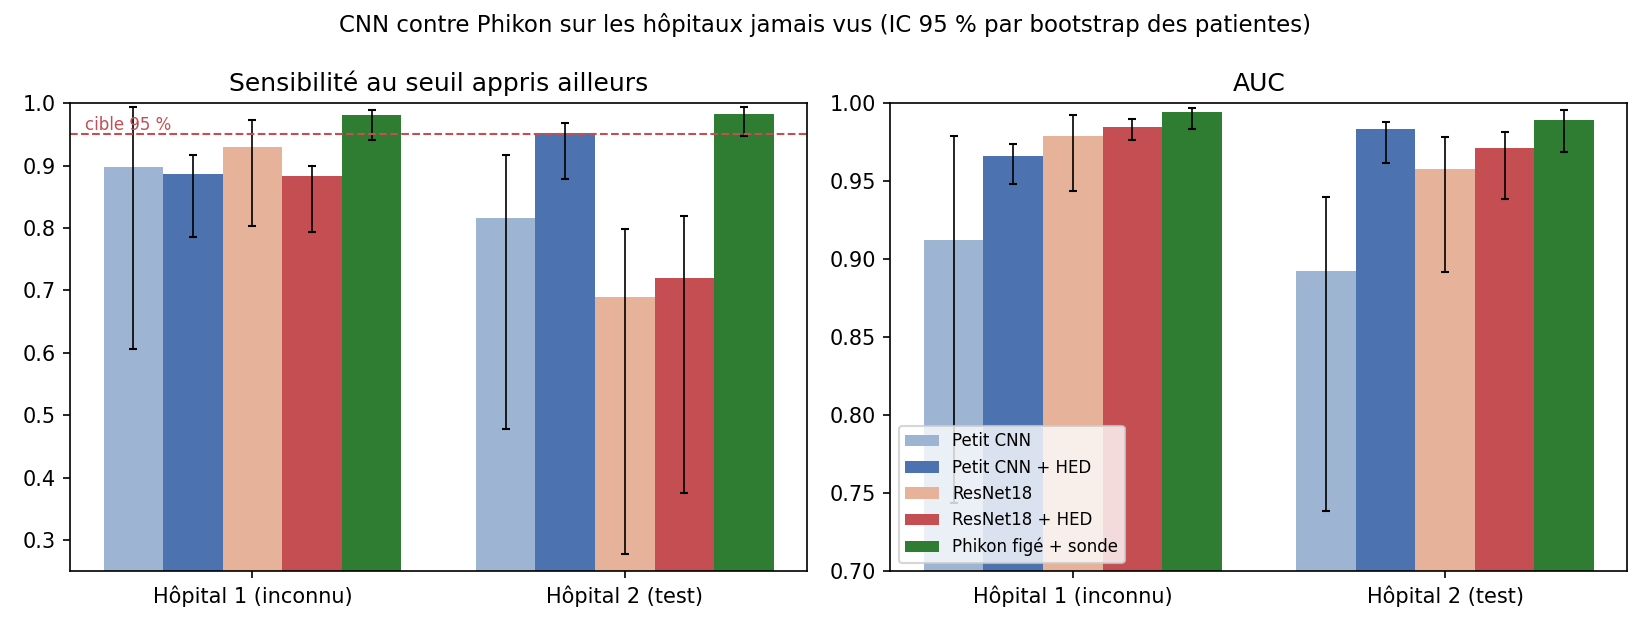 CNN contre Phikon sur les hôpitaux jamais vus (IC 95 % par bootstrap des patientes)
Sensibilité au seuil appris ailleurs
1.0
0.9
0.8
0.7
0.6
0.5
0.4
0.3
cible 95 %
Hôpital 1 (inconnu)
Hôpital 2 (test)
AUC
1.00
0.95
0.90
0.85
0.80
0.75
0.70
Petit CNN
Petit CNN + HED
ResNet18
ResNet18 + HED
Phikon figé + sonde
Hôpital 1 (inconnu)
Hôpital 2 (test)